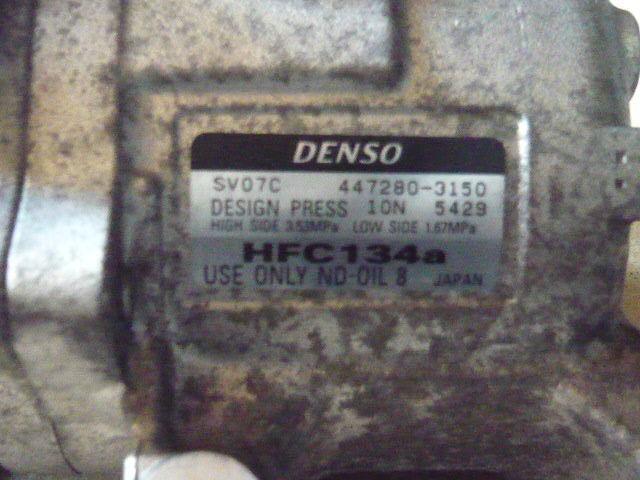 DENSO
SV07C 447280-3150
DESIGN PRESS 10N 5429
HIGH SIDE 3.53MPa LOW SIDE 1.67MPa
HFC134a
USE ONLY ND-OIL 8 JAPAN